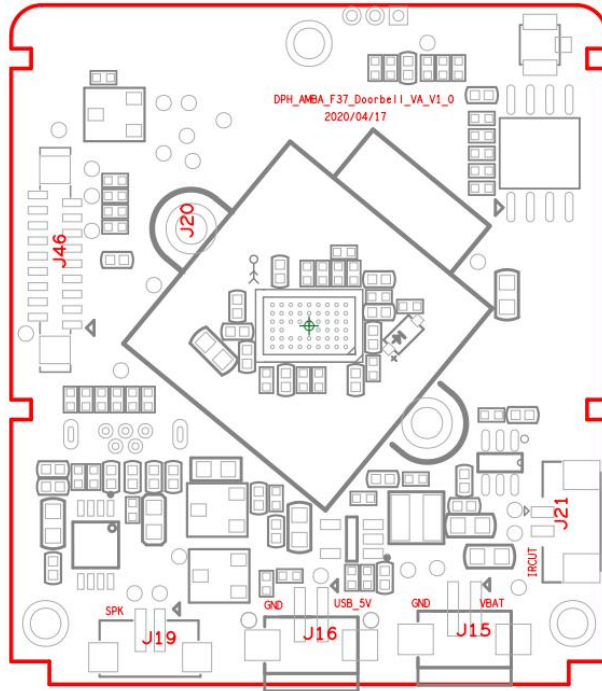 DPH_AMBA_F37_Doorbell_VA_V1_0
2020/04/17
J20
J46
J21
IRCUT
SPK
GND
USB_5V
GND
VBAT
J19
J16
J15